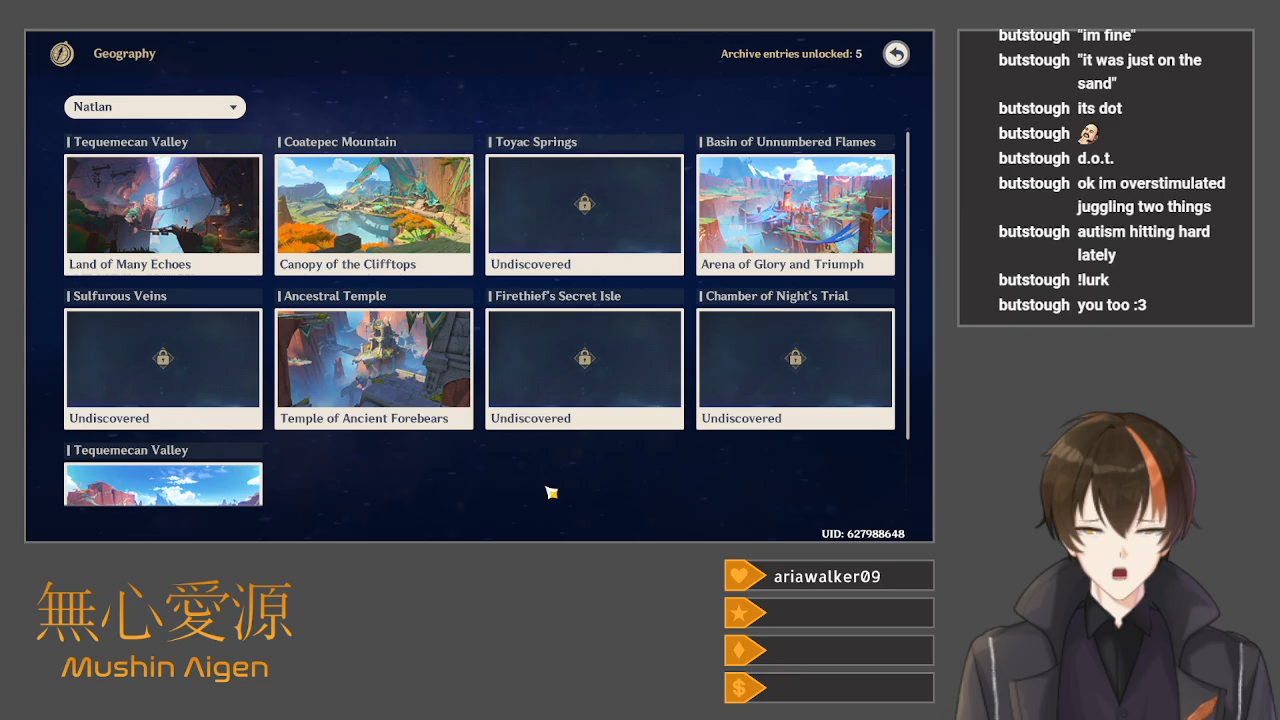 Geography
Archive entries unlocked: 5
Natlan
Tequemecan Valley
Coatepec Mountain
Toyac Springs
Basin of Unnumbered Flames
Land of Many Echoes
Canopy of the Clifftops
Undiscovered
Arena of Glory and Triumph
Sulfurous Veins
Ancestral Temple
Firethief's Secret Isle
Chamber of Night's Trial
Undiscovered
Temple of Ancient Forebears
Undiscovered
Undiscovered
Tequemecan Valley
UID: 627988648
butstough "im fine"
butstough "it was just on the
sand"
butstough its dot
butstough
butstough d.o.t.
butstough ok im overstimulated
juggling two things
butstough autism hitting hard
lately
butstough !lurk
butstough you too :3
無心愛源
Mushin Aigen
ariawalker09
$